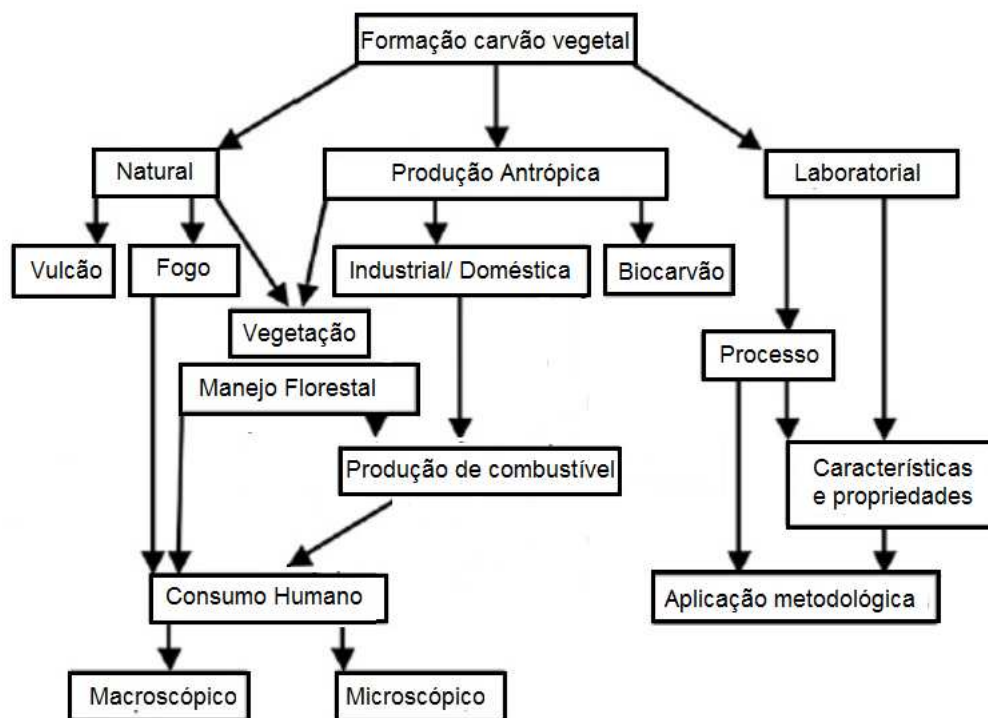 Formação carvão vegetal
Natural
Produção Antrópica
Laboratorial
Vulcão
Fogo
Industrial/ Doméstica
Biocarvão
Vegetação
Processo
Manejo Florestal
Produção de combustível
Características
e propriedades
Consumo Humano
Aplicação metodológica
Macroscópico
Microscópico